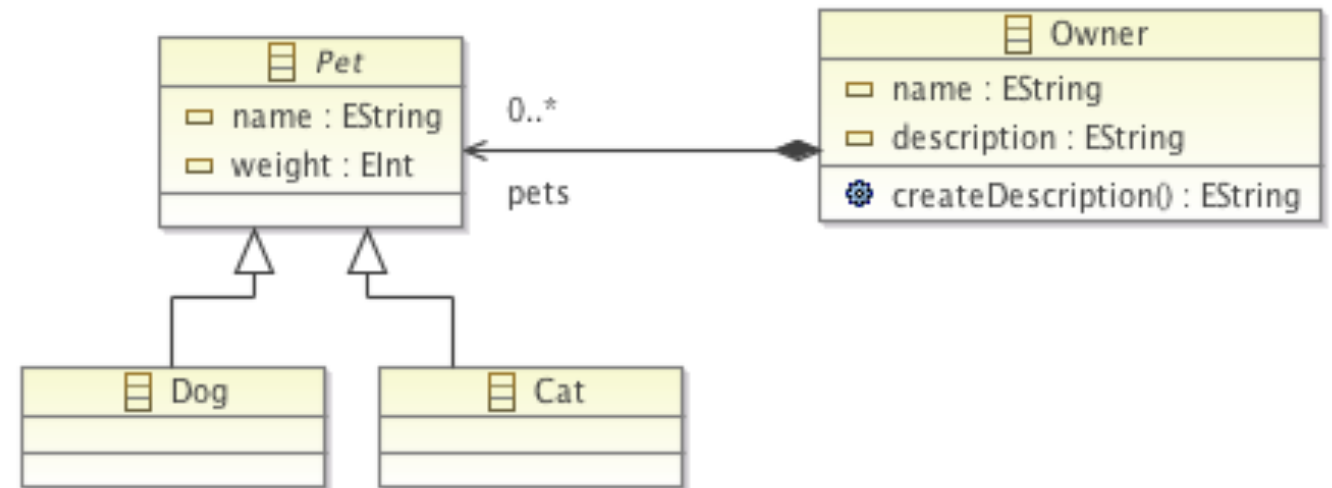 Pet
name : EString
weight : EInt
0..*
pets
Owner
name : EString
description : EString
createDescription() : EString
Dog
Cat